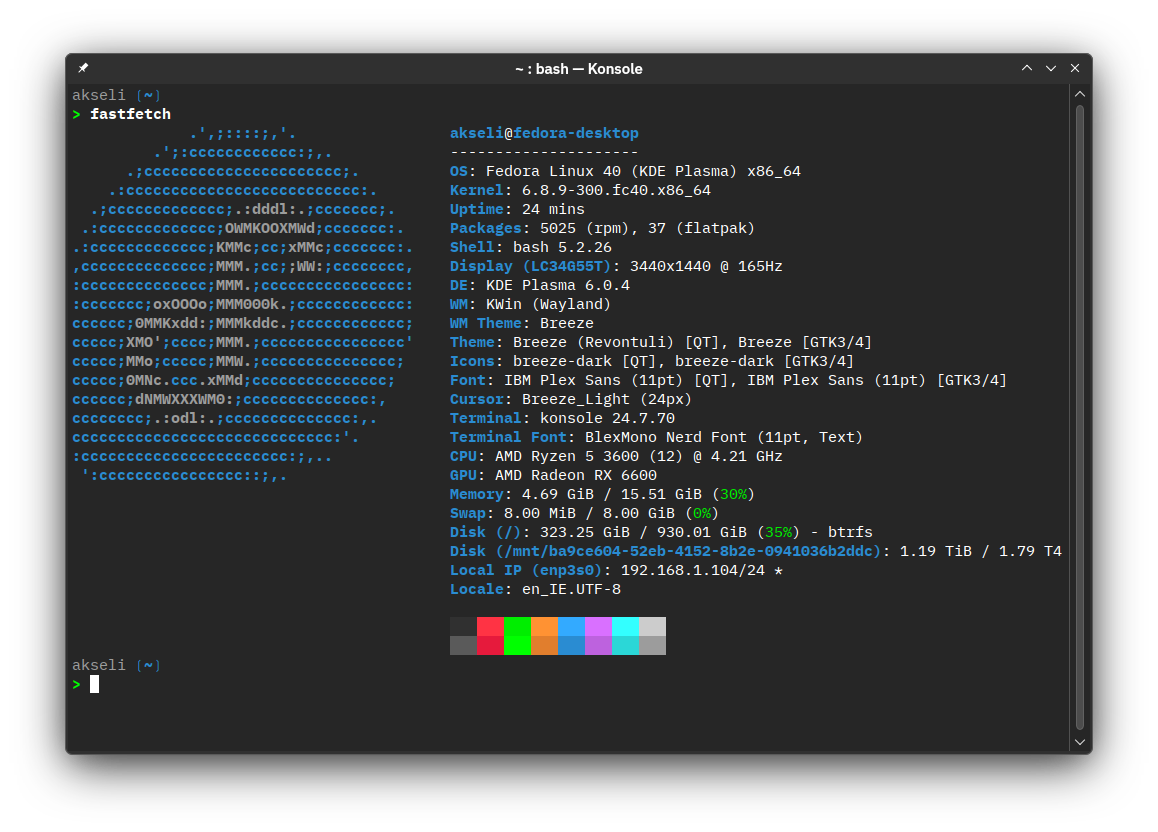 ~ : bash — Konsole
akseli [~]
> fastfetch
             .',;::::;,'.                 akseli@fedora-desktop
         .';:cccccccccccc:;,.             ---------------------
      .;cccccccccccccccccccccc;.          OS: Fedora Linux 40 (KDE Plasma) x86_64
    .:cccccccccccccccccccccccccc:.        Kernel: 6.8.9-300.fc40.x86_64
  .;ccccccccccccc;.:dddl:.;ccccccc;.      Uptime: 24 mins
 .:ccccccccccccc;OWMKOOXMWd;ccccccc:.     Packages: 5025 (rpm), 37 (flatpak)
.:ccccccccccccc;KMMc;cc;xMMc;ccccccc:.    Shell: bash 5.2.26
,cccccccccccccc;MMM.;cc;;WW:;cccccccc,    Display (LC34G55T): 3440x1440 @ 165Hz
:cccccccccccccc;MMM.;cccccccccccccccc:    DE: KDE Plasma 6.0.4
:ccccccc;oxOOOo;MMM000k.;cccccccccccc:    WM: KWin (Wayland)
cccccc;0MMKxdd:;MMMkddc.;cccccccccccc;    WM Theme: Breeze
ccccc;XMO';cccc;MMM.;cccccccccccccccc'    Theme: Breeze (Revontuli) [QT], Breeze [GTK3/4]
ccccc;MMo;ccccc;MMW.;ccccccccccccccc;     Icons: breeze-dark [QT], breeze-dark [GTK3/4]
ccccc;0MNc.ccc.xMMd;ccccccccccccccc;      Font: IBM Plex Sans (11pt) [QT], IBM Plex Sans (11pt) [GTK3/4]
cccccc;dNMWXXXWM0:;cccccccccccccc:,       Cursor: Breeze_Light (24px)
cccccccc;.:odl:.;cccccccccccccc:,.        Terminal: konsole 24.7.70
ccccccccccccccccccccccccccccc:'.          Terminal Font: BlexMono Nerd Font (11pt, Text)
:ccccccccccccccccccccccc:;,..             CPU: AMD Ryzen 5 3600 (12) @ 4.21 GHz
 ':cccccccccccccccc::;,.                  GPU: AMD Radeon RX 6600
Memory: 4.69 GiB / 15.51 GiB (30%)
Swap: 8.00 MiB / 8.00 GiB (0%)
Disk (/): 323.25 GiB / 930.01 GiB (35%) - btrfs
Disk (/mnt/ba9ce604-52eb-4152-8b2e-0941036b2ddc): 1.19 TiB / 1.79 T4
Local IP (enp3s0): 192.168.1.104/24 *
Locale: en_IE.UTF-8
akseli [~]
>